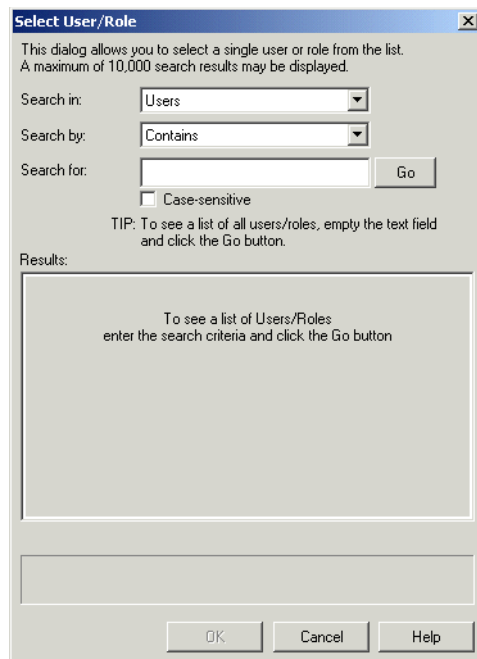 Select User/Role
This dialog allows you to select a single user or role from the list.
A maximum of 10,000 search results may be displayed.
Search in:
Users
Search by:
Contains
Search for:
Go
Case-sensitive
TIP: To see a list of all users/roles, empty the text field
and click the Go button.
Results:
To see a list of Users/Roles
enter the search criteria and click the Go button
OK
Cancel
Help